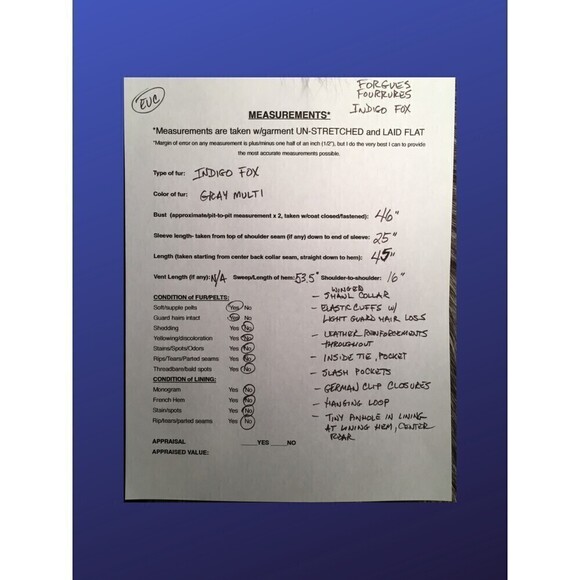 EUC
FORGUES
FOURRURES
INDIGO FOX
MEASUREMENTS*
*Measurements are taken w/garment UN-STRETCHED and LAID FLAT
*Margin of error on any measurement is plus/minus one half of an inch (1/2"), but I do the very best I can to provide
the most accurate measurements possible.
Type of fur: INDIGO FOX
Color of fur: GRAY MULTI
Bust (approximate/pit-to-pit measurement x 2, taken w/coat closed/fastened): 46"
Sleeve length- taken from top of shoulder seam (if any) down to end of sleeve: 25"
Length (taken starting from center back collar seam, straight down to hem): 45"
Vent Length (if any): N/A Sweep/Length of hem: 53.5" Shoulder-to-shoulder: 16"
CONDITION of FUR/PELTS:
Soft/supple pelts Yes No
Guard hairs intact Yes No
Shedding Yes No
Yellowing/discoloration Yes No
Stains/Spots/Odors Yes No
Rips/Tears/Parted seams Yes No
Threadbare/bald spots Yes No
CONDITION of LINING:
Monogram Yes No
French Hem Yes No
Stain/spots Yes No
Rip/tears/parted seams Yes No
APPRAISAL ____YES ____NO
APPRAISED VALUE:
WINGED
- SHAWL COLLAR
- ELASTIC CUFFS W/
LIGHT GUARD HAIR LOSS
- LEATHER REINFORCEMENTS
THROUGHOUT
- INSIDE TIE, POCKET
- SLASH POCKETS
- GERMAN CLIP CLOSURES
- HANGING LOOP
- TINY PINHOLE IN LINING
AT LINING HEM, CENTER
REAR